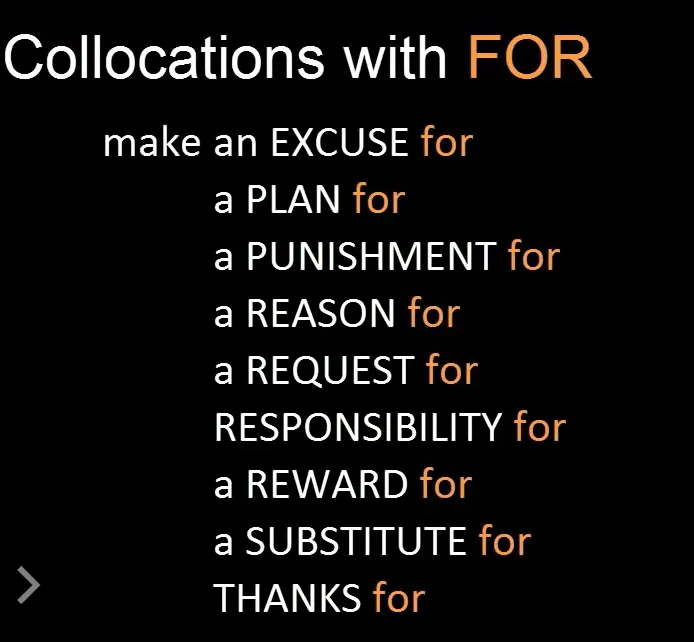 Collocations with FOR
make an EXCUSE for
a PLAN for
a PUNISHMENT for
a REASON for
a REQUEST for
RESPONSIBILITY for
a REWARD for
a SUBSTITUTE for
THANKS for